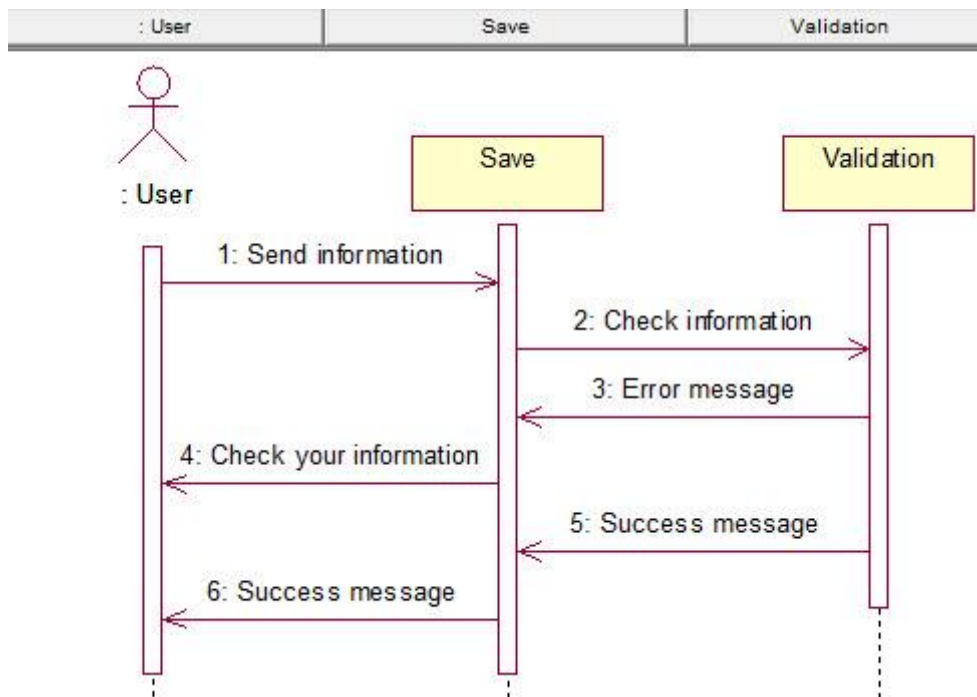 : User
Save
Validation
Save
Validation
: User
1: Send information
2: Check information
3: Error message
4: Check your information
5: Success message
6: Success message